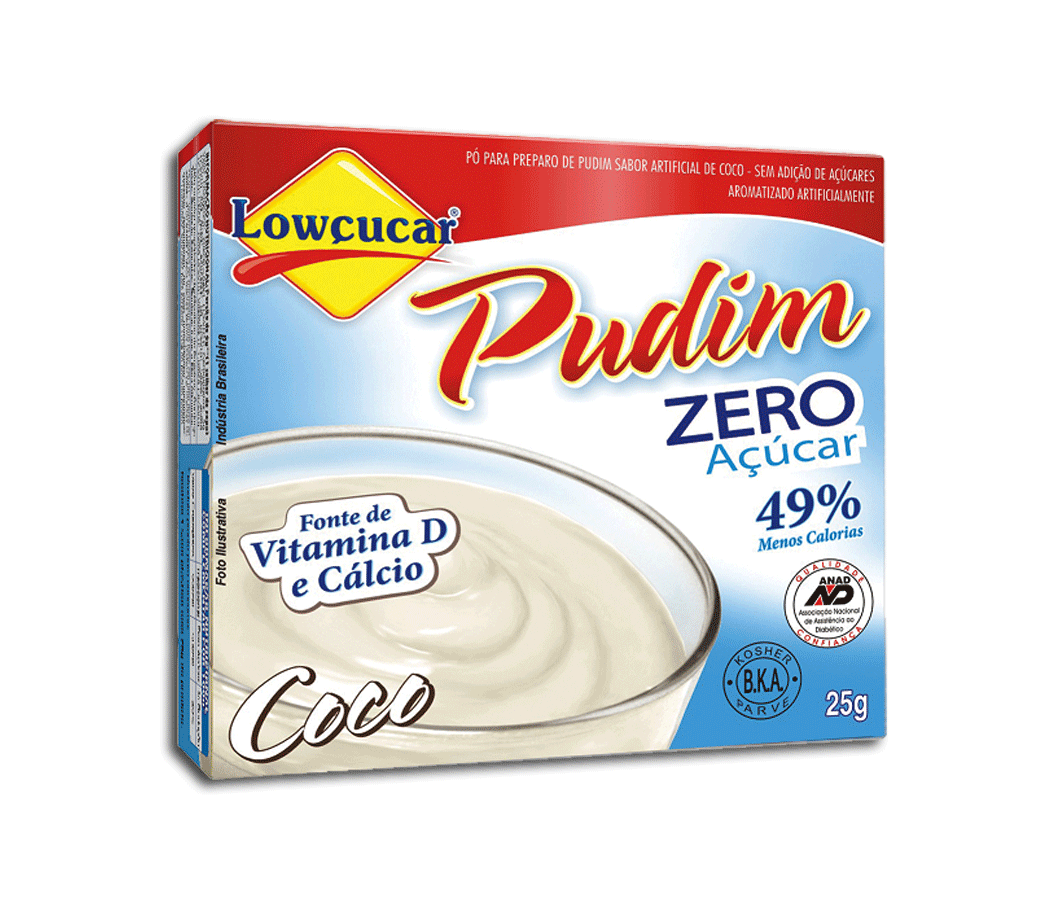 PÓ PARA PREPARO DE PUDIM SABOR ARTIFICIAL DE COCO - SEM ADIÇÃO DE AÇÚCARES
AROMATIZADO ARTIFICIALMENTE
Lowçucar®
Pudim
ZERO
Açúcar
49%
Menos Calorias
Fonte de
Vitamina D
e Cálcio
Coco
QUALIDADE
ANAD
Associação Nacional
de Assistência ao
Diabético
CONFIANÇA
KOSHER
B.K.A.
PARVE
25g
Indústria Brasileira
Foto Ilustrativa